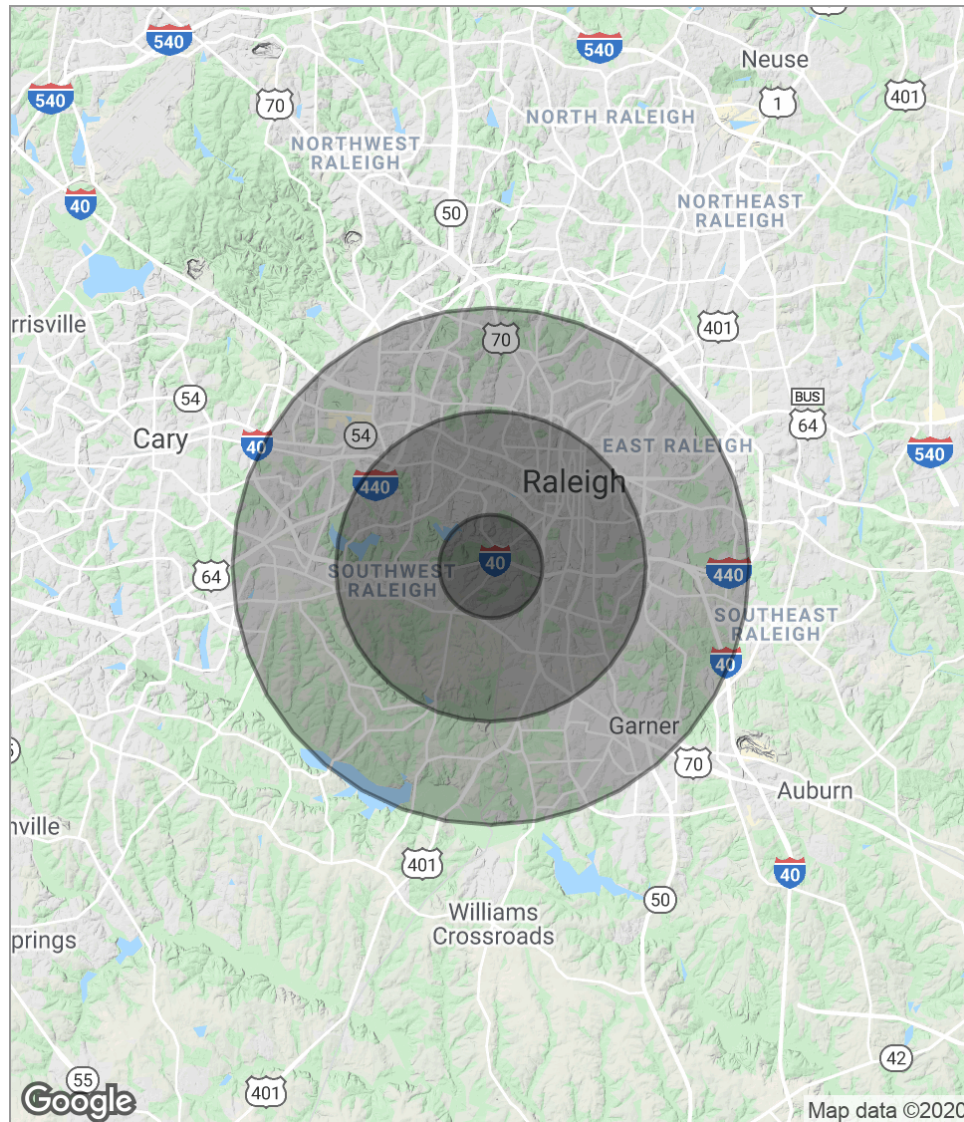 540
540
Neuse
540
70
1
401
NORTH RALEIGH
NORTHWEST
RALEIGH
40
50
NORTHEAST
RALEIGH
rrisville
70
401
54
BUS
64
Cary
40
54
EAST RALEIGH
540
440
Raleigh
40
64
SOUTHWEST
RALEIGH
440
SOUTHEAST
RALEIGH
40
Garner
70
Auburn
nville
401
40
50
Williams
Crossroads
prings
42
55
401
Google
Map data ©2020